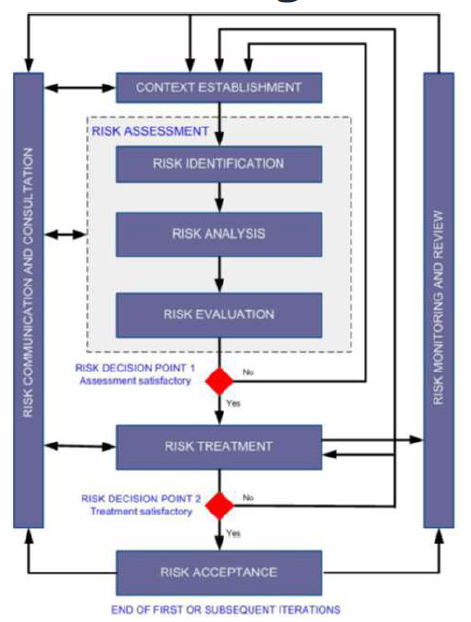 CONTEXT ESTABLISHMENT
RISK ASSESSMENT
RISK IDENTIFICATION
RISK ANALYSIS
RISK EVALUATION
RISK DECISION POINT 1
Assessment satisfactory
No
Yes
RISK TREATMENT
RISK DECISION POINT 2
Treatment satisfactory
No
Yes
RISK ACCEPTANCE
END OF FIRST OR SUBSEQUENT ITERATIONS
RISK COMMUNICATION AND CONSULTATION
RISK MONITORING AND REVIEW